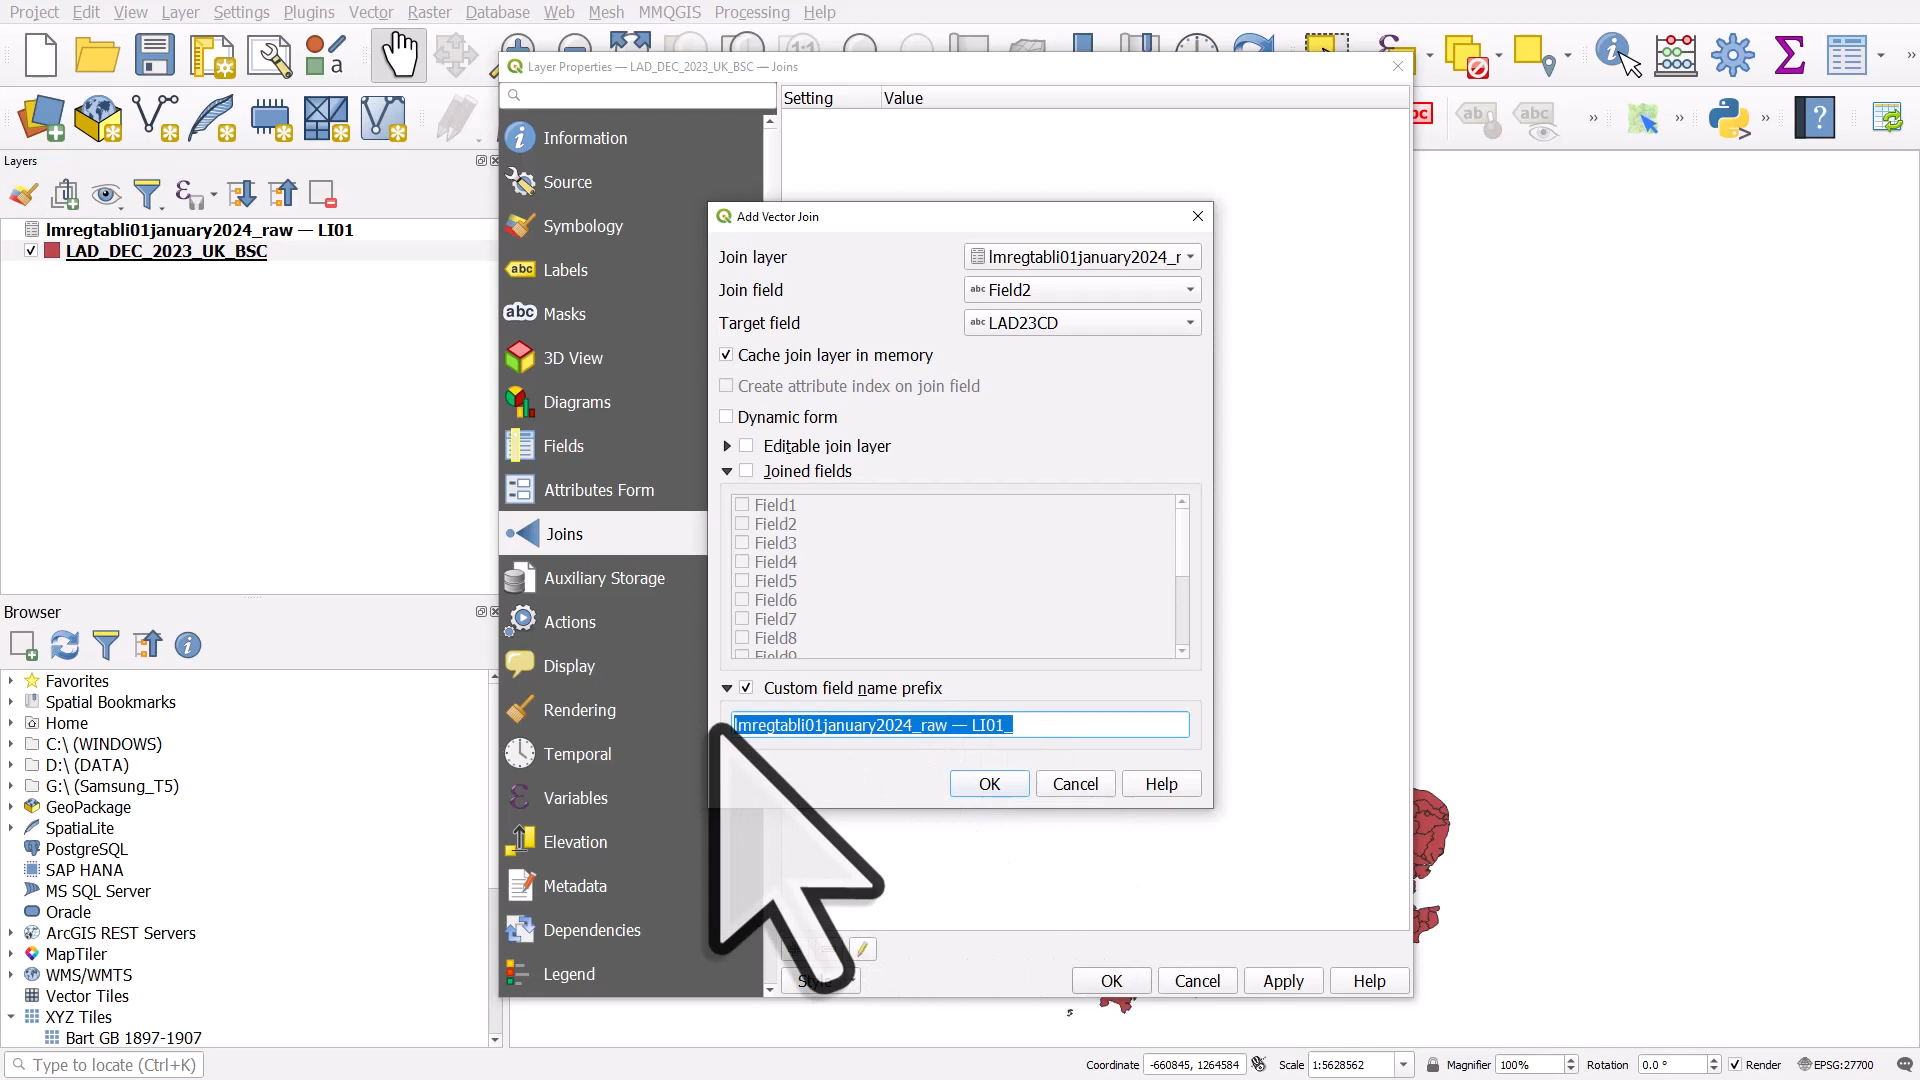 Project Edit View Layer Settings Plugins Vector Raster Database Web Mesh MMQGIS Processing Help
Layer Properties — LAD_DEC_2023_UK_BSC — Joins
Layers
lmregtabli01january2024_raw — LI01
LAD_DEC_2023_UK_BSC
Browser
Favorites
Spatial Bookmarks
Home
C:\ (WINDOWS)
D:\ (DATA)
G:\ (Samsung_T5)
GeoPackage
SpatiaLite
PostgreSQL
SAP HANA
MS SQL Server
Oracle
ArcGIS REST Servers
MapTiler
WMS/WMTS
Vector Tiles
XYZ Tiles
Bart GB 1897-1907
Information
Source
Symbology
abc Labels
abc Masks
3D View
Diagrams
Fields
Attributes Form
Joins
Auxiliary Storage
Actions
Display
Rendering
Temporal
Variables
Elevation
Metadata
Dependencies
Legend
Setting Value
Add Vector Join
Join layer lmregtabli01january2024_r
Join field abc Field2
Target field abc LAD23CD
Cache join layer in memory
Create attribute index on join field
Dynamic form
Editable join layer
Joined fields
Field1
Field2
Field3
Field4
Field5
Field6
Field7
Field8
Field9
Custom field name prefix
lmregtabli01january2024_raw — LI01_
OK Cancel Help
Style
OK Cancel Apply Help
Type to locate (Ctrl+K)
Coordinate -660845, 1264584 Scale 1:5628562 Magnifier 100% Rotation 0.0 ° Render EPSG:27700